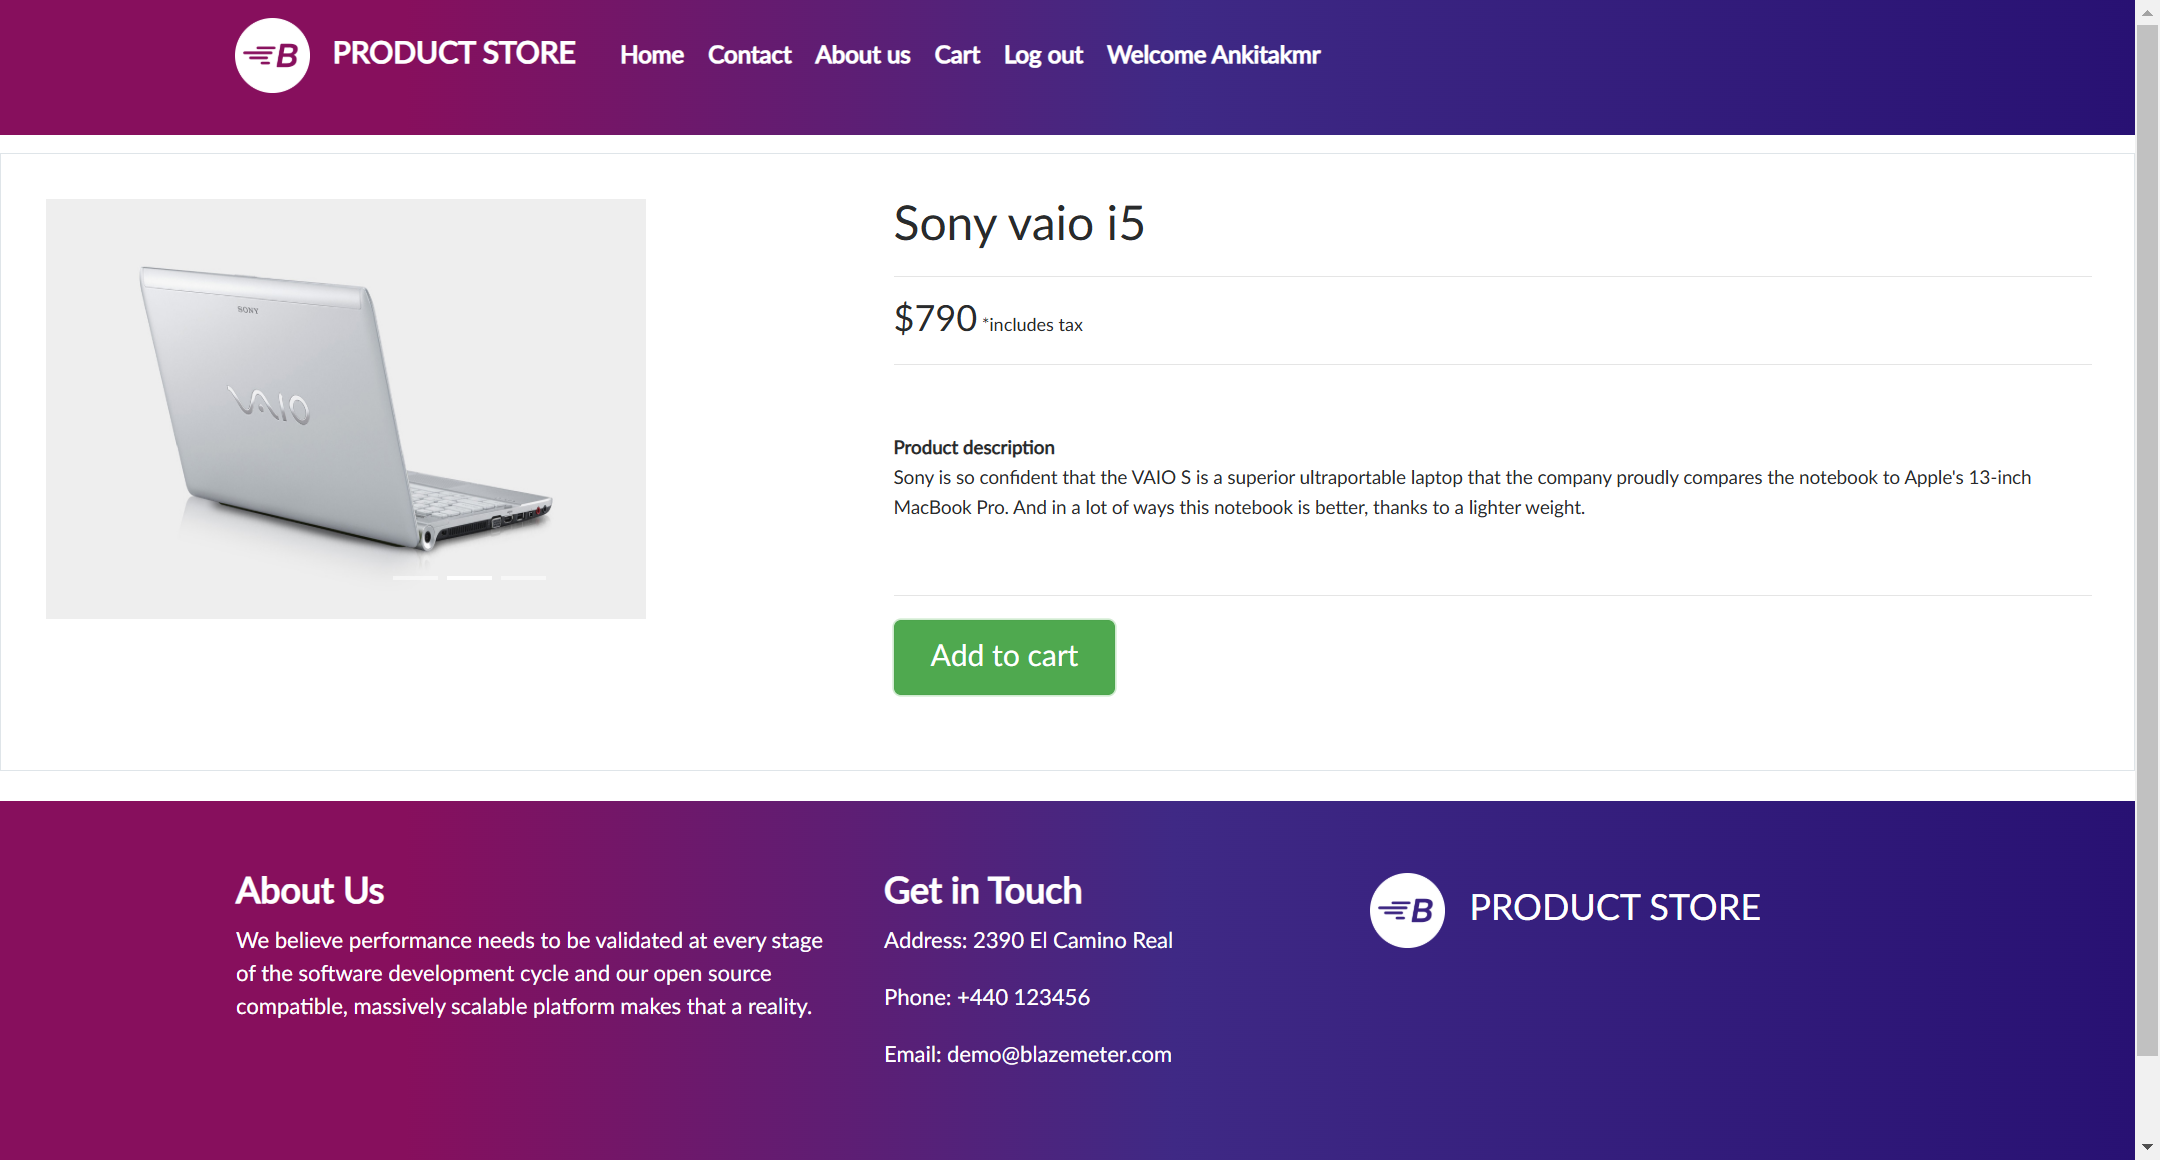 B PRODUCT STORE Home Contact About us Cart Log out Welcome Ankitakmr
SONY
VAIO
Sony vaio i5
$790 *includes tax
Product description
Sony is so confident that the VAIO S is a superior ultraportable laptop that the company proudly compares the notebook to Apple's 13-inch
MacBook Pro. And in a lot of ways this notebook is better, thanks to a lighter weight.
Add to cart
About Us
We believe performance needs to be validated at every stage
of the software development cycle and our open source
compatible, massively scalable platform makes that a reality.
Get in Touch
Address: 2390 El Camino Real
Phone: +440 123456
Email: demo@blazemeter.com
B PRODUCT STORE